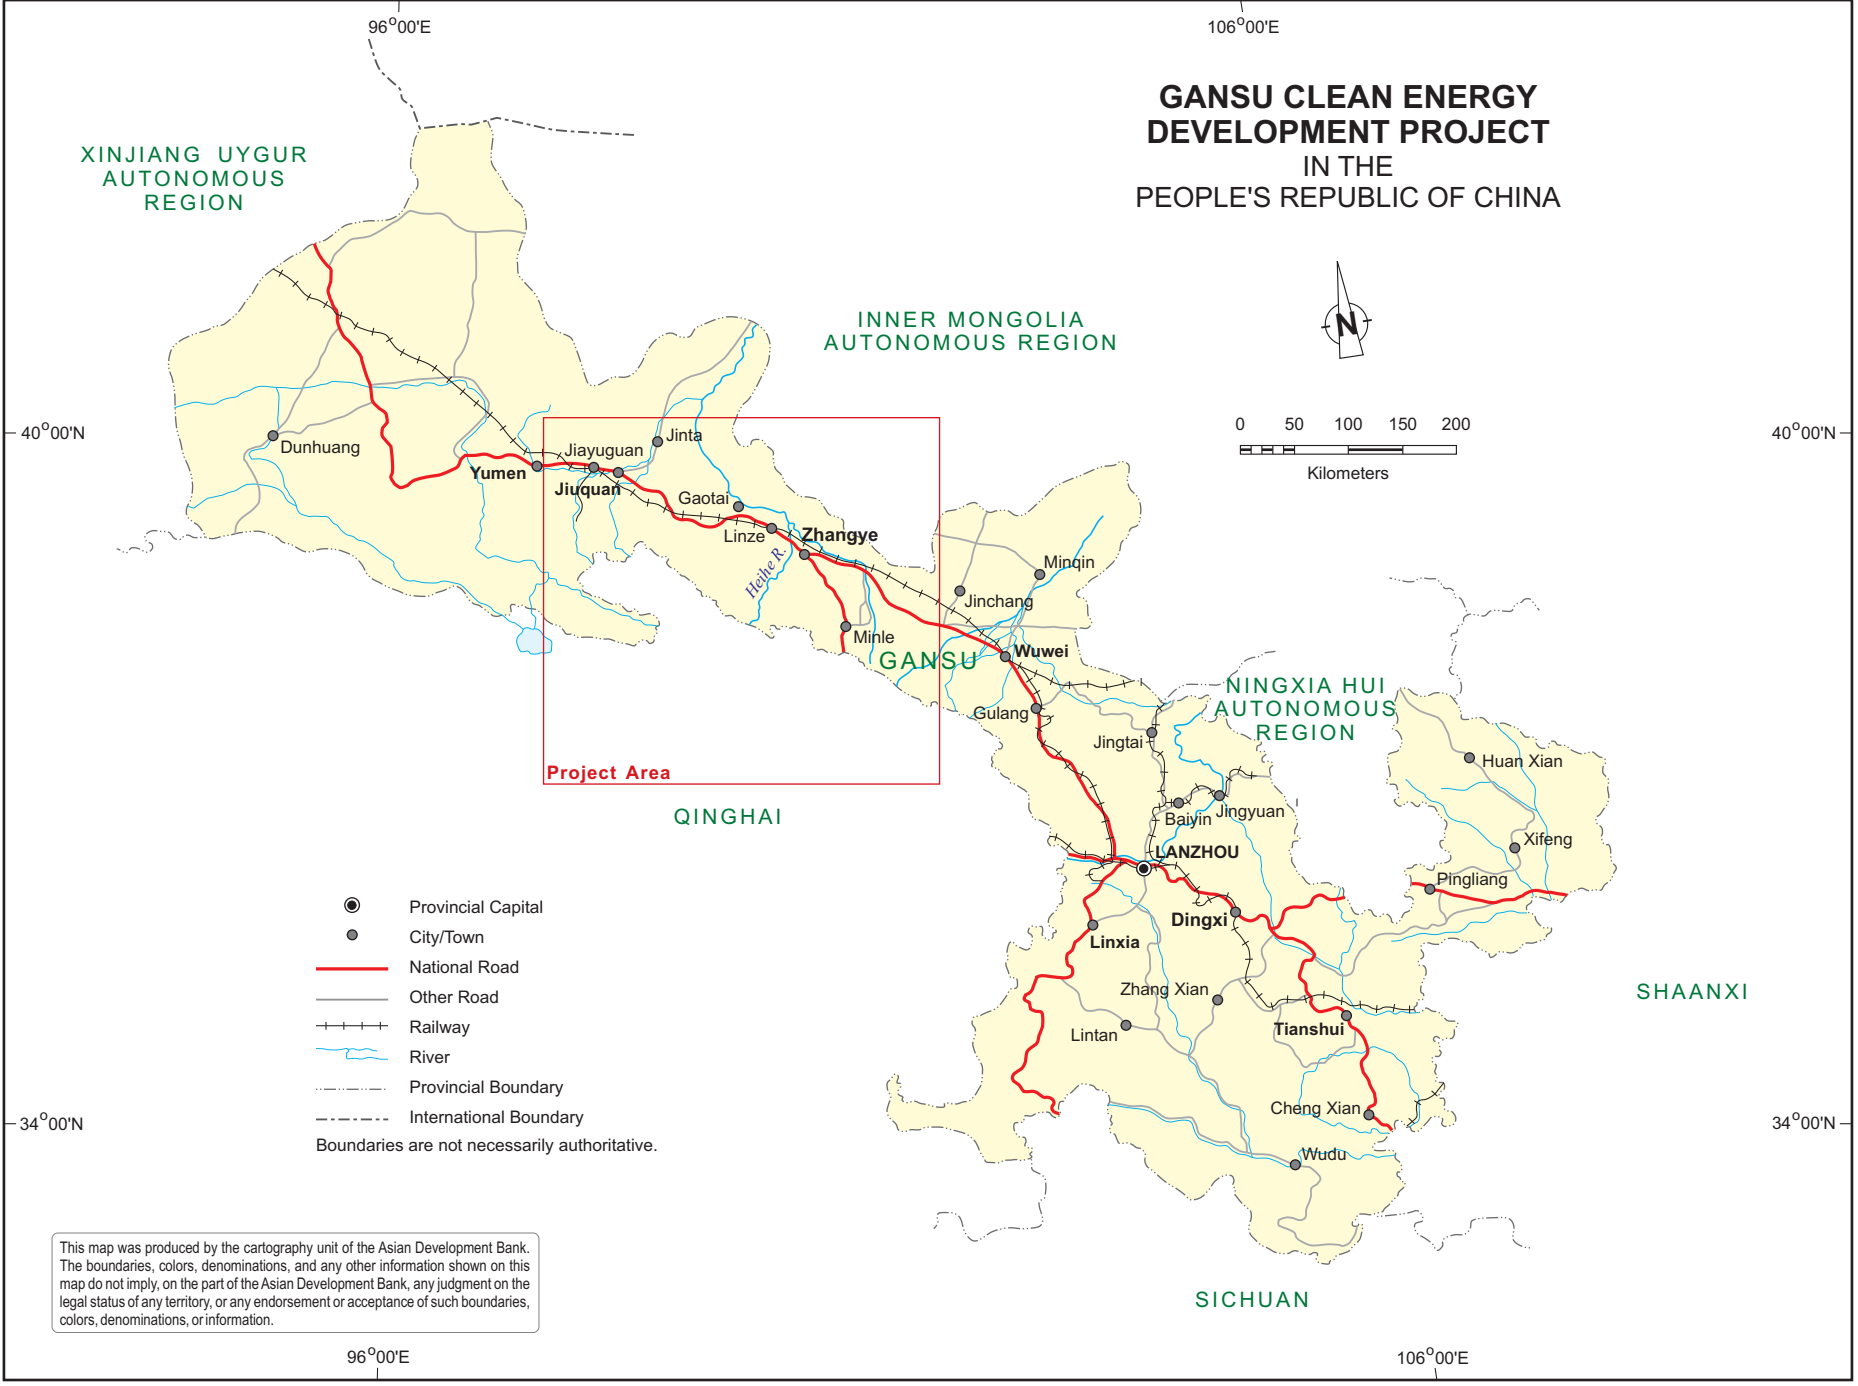 96°00'E
106°00'E
GANSU CLEAN ENERGY
DEVELOPMENT PROJECT
IN THE
PEOPLE'S REPUBLIC OF CHINA
XINJIANG UYGUR
AUTONOMOUS
REGION
INNER MONGOLIA
AUTONOMOUS REGION
N
40°00'N
40°00'N
0 50 100 150 200
Kilometers
Dunhuang
Yumen
Jiayuguan
Jinta
Jiuquan
Gaotai
Linze
Zhangye
Heihe R.
Minqin
Jinchang
Minle
GANSU
Wuwei
Gulang
NINGXIA HUI
AUTONOMOUS
REGION
Jingtai
Huan Xian
Project Area
QINGHAI
Baiyin
Jingyuan
Xifeng
LANZHOU
Pingliang
Dingxi
Linxia
Zhang Xian
SHAANXI
Lintan
Tianshui
Cheng Xian
Wudu
SICHUAN
Provincial Capital
City/Town
National Road
Other Road
Railway
River
Provincial Boundary
International Boundary
Boundaries are not necessarily authoritative.
34°00'N
34°00'N
This map was produced by the cartography unit of the Asian Development Bank.
The boundaries, colors, denominations, and any other information shown on this
map do not imply, on the part of the Asian Development Bank, any judgment on the
legal status of any territory, or any endorsement or acceptance of such boundaries,
colors, denominations, or information.
96°00'E
106°00'E